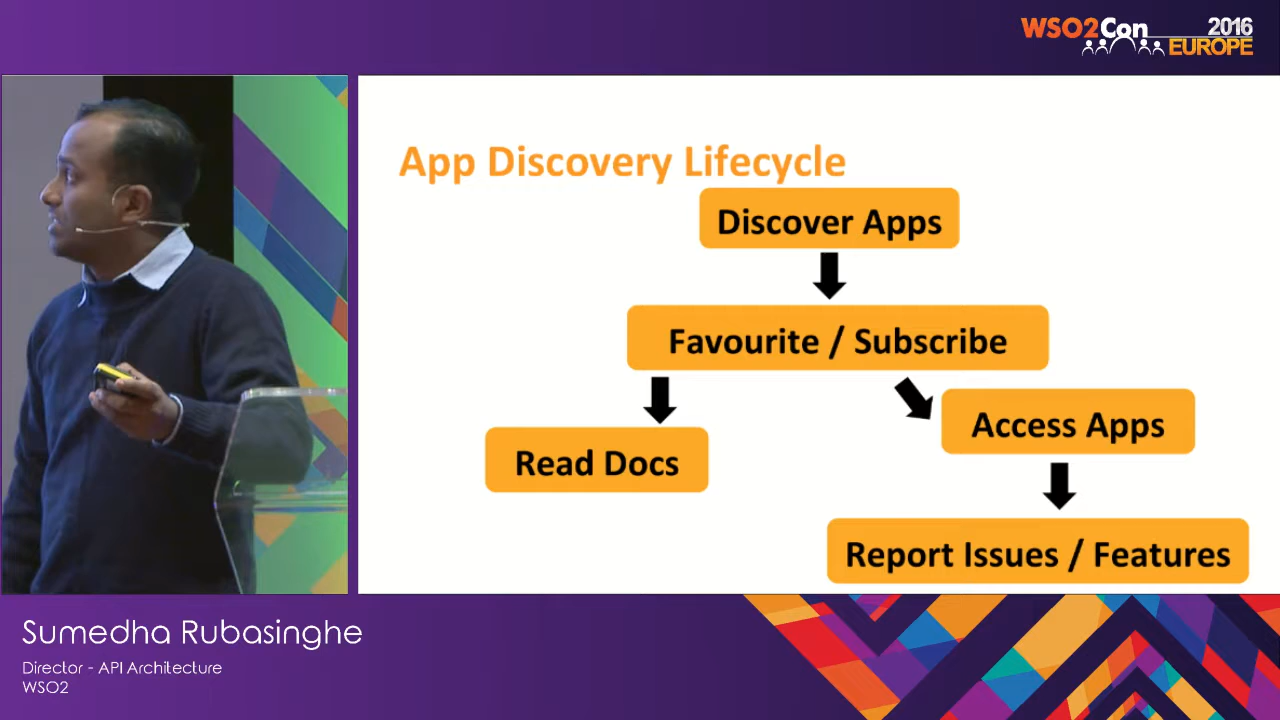 WSO2Con 2016
EUROPE
App Discovery Lifecycle
Discover Apps
Favourite / Subscribe
Read Docs
Access Apps
Report Issues / Features
Sumedha Rubasinghe
Director - API Architecture
WSO2